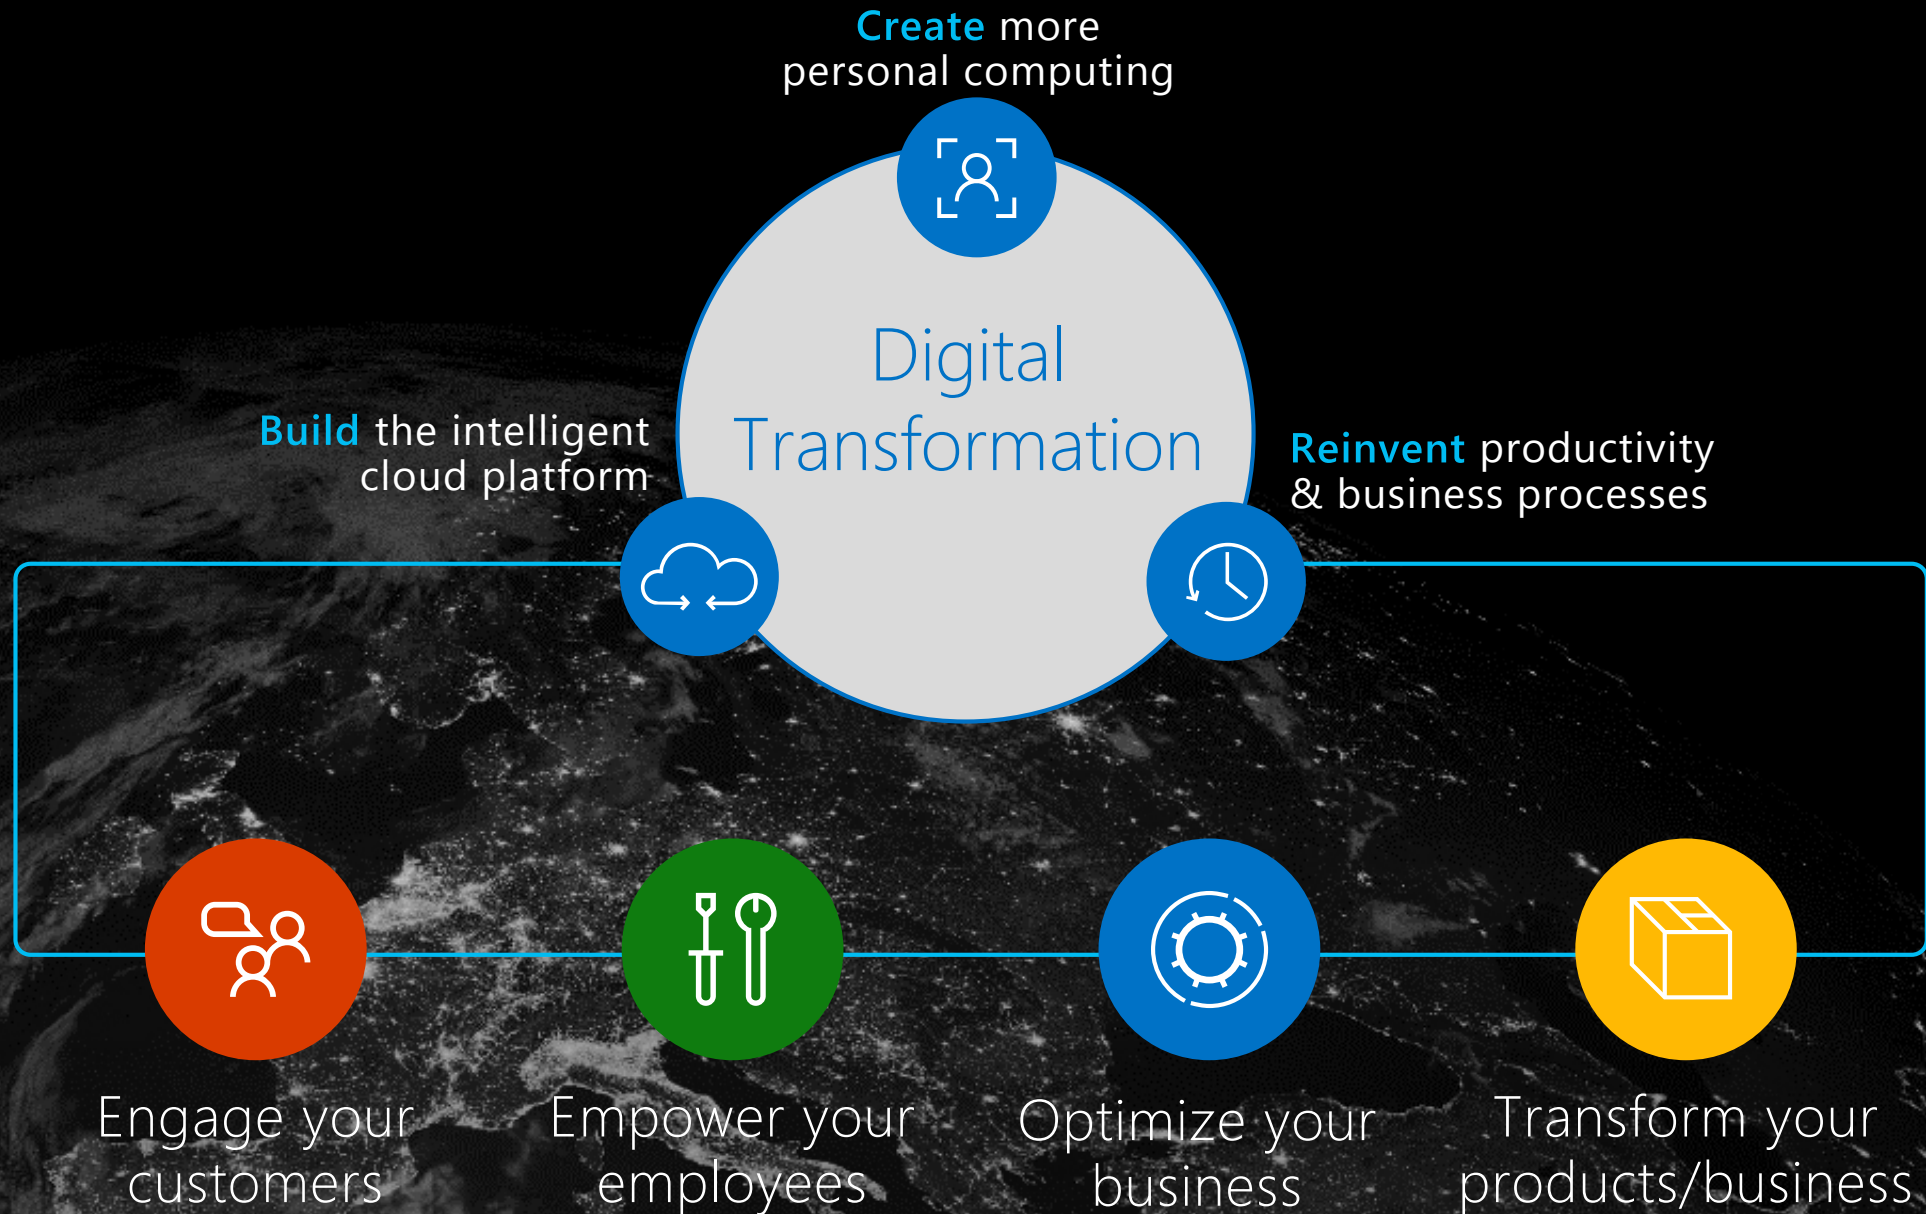 Create more
personal computing
Digital
Transformation
Build the intelligent
cloud platform
Reinvent productivity
& business processes
Engage your
customers
Empower your
employees
Optimize your
business
Transform your
products/business